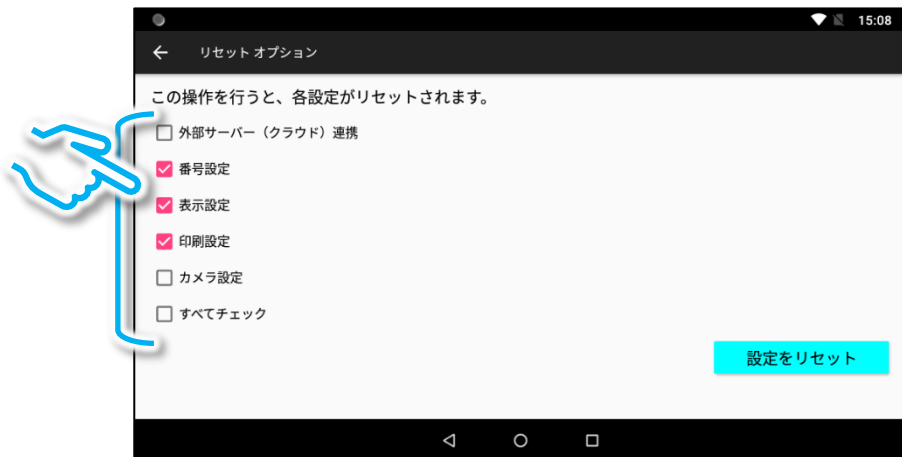 15:08
リセット オプション
この操作を行うと、各設定がリセットされます。
外部サーバー（クラウド）連携
番号設定
表示設定
印刷設定
カメラ設定
すべてチェック
設定をリセット